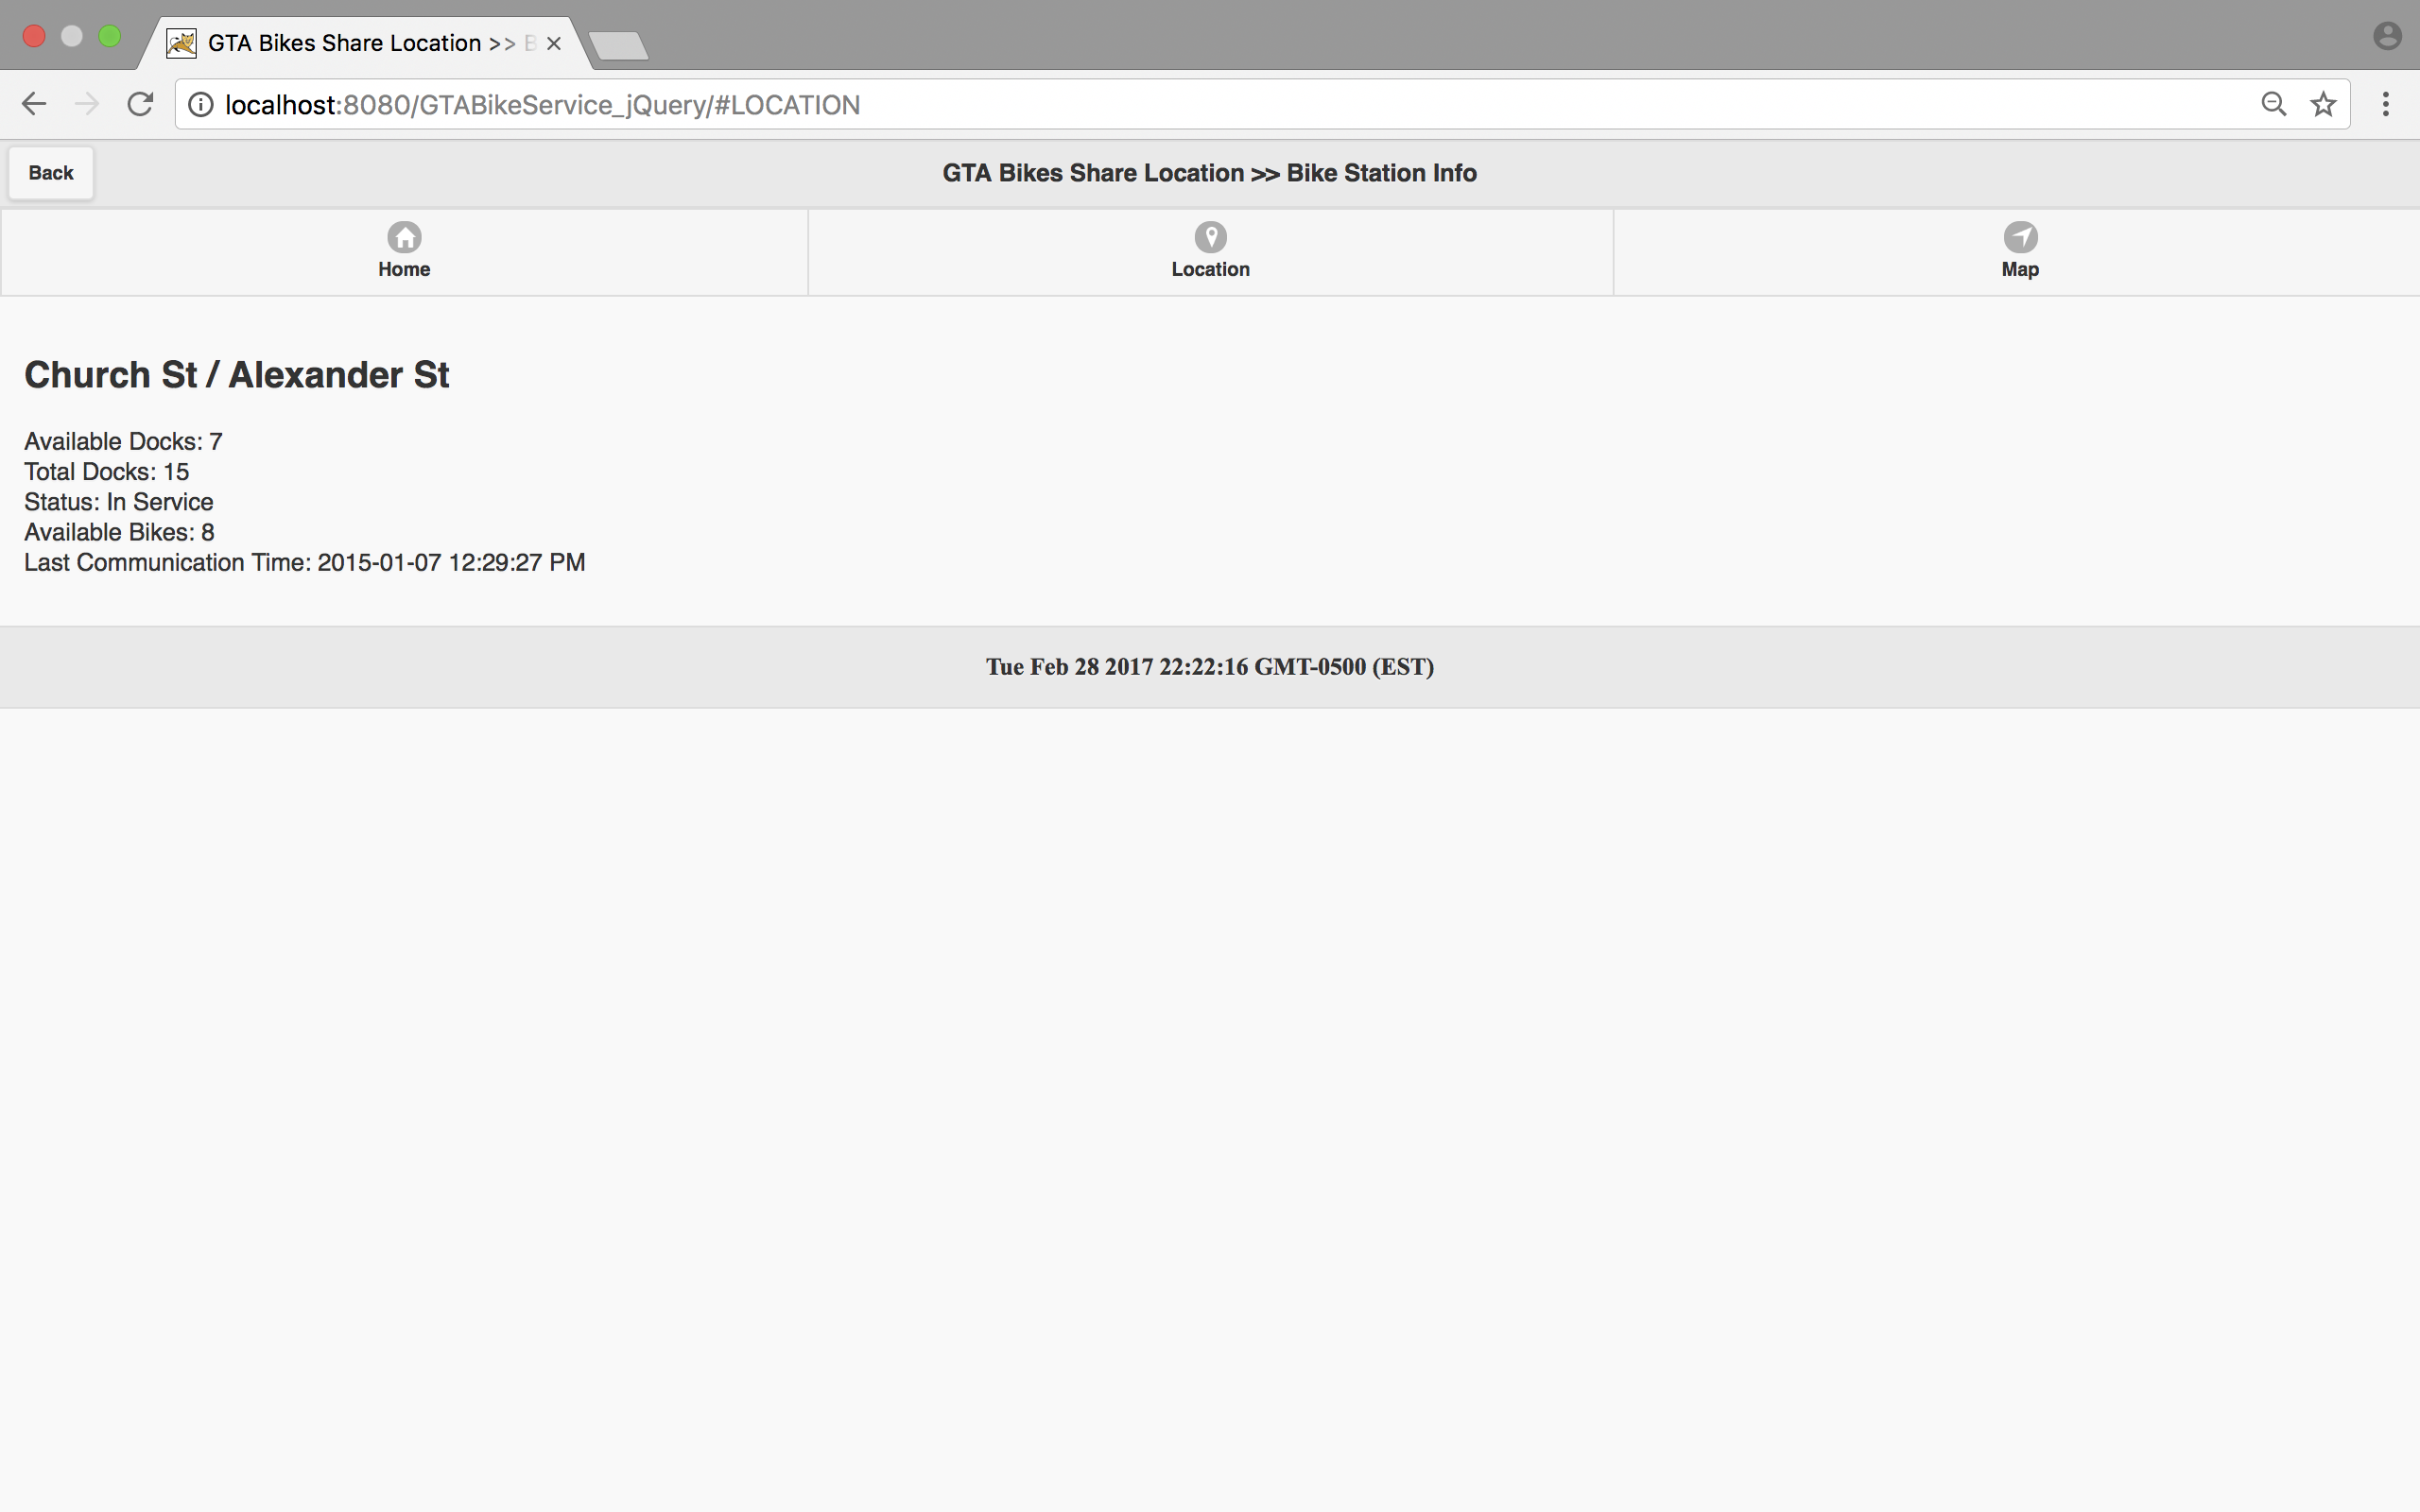 GTA Bikes Share Location >> B
localhost:8080/GTABikeService_jQuery/#LOCATION
Back
GTA Bikes Share Location >> Bike Station Info
Home
Location
Map
Church St / Alexander St
Available Docks: 7
Total Docks: 15
Status: In Service
Available Bikes: 8
Last Communication Time: 2015-01-07 12:29:27 PM
Tue Feb 28 2017 22:22:16 GMT-0500 (EST)